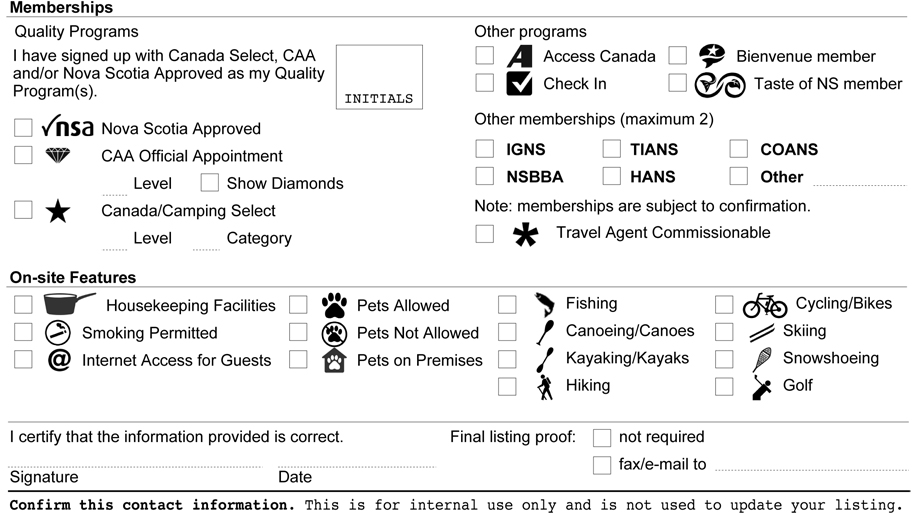 Memberships
Quality Programs
I have signed up with Canada Select, CAA
and/or Nova Scotia Approved as my Quality
Program(s).
INITIALS
nsa Nova Scotia Approved
CAA Official Appointment
Level Show Diamonds
Canada/Camping Select
Level Category
Other programs
A Access Canada Bienvenue member
Check In Taste of NS member
Other memberships (maximum 2)
IGNS TIANS COANS
NSBBA HANS Other
Note: memberships are subject to confirmation.
Travel Agent Commissionable
On-site Features
Housekeeping Facilities Pets Allowed Fishing Cycling/Bikes
Smoking Permitted Pets Not Allowed Canoeing/Canoes Skiing
@ Internet Access for Guests Pets on Premises Kayaking/Kayaks Snowshoeing
Hiking Golf
I certify that the information provided is correct. Final listing proof: not required
fax/e-mail to
Signature Date
Confirm this contact information. This is for internal use only and is not used to update your listing.